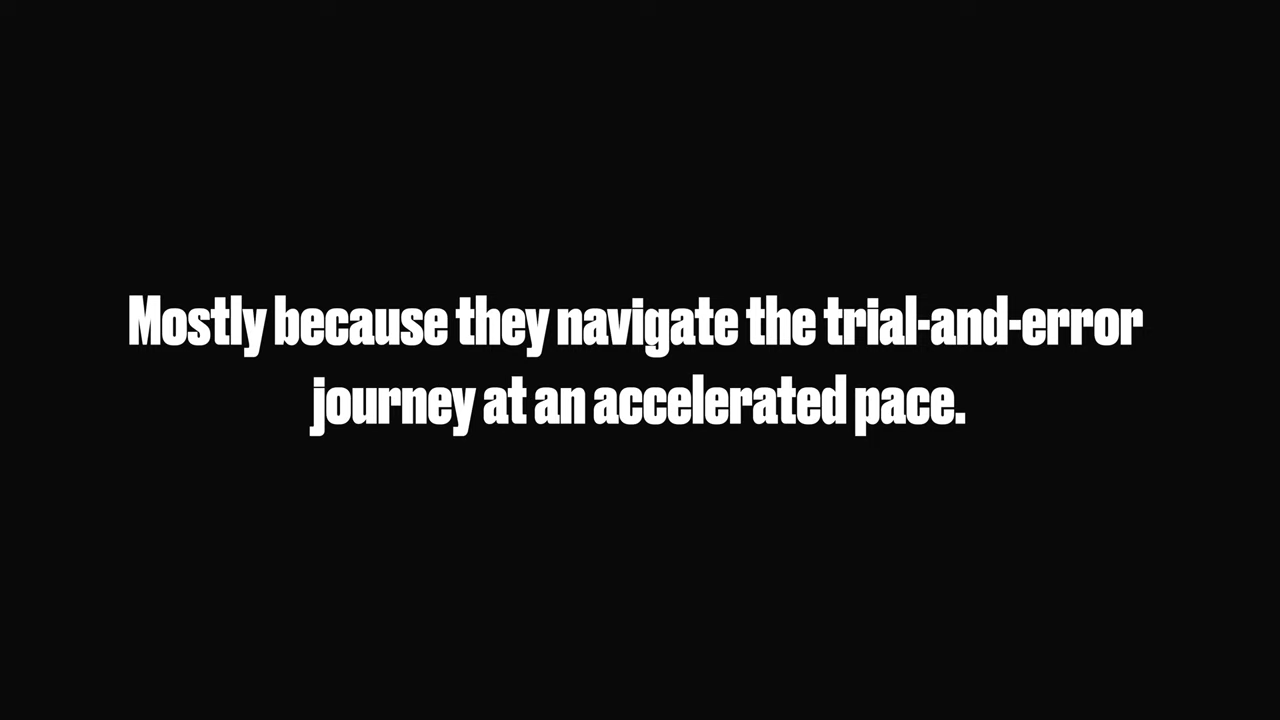 Mostly because they navigate the trial-and-error
journey at an accelerated pace.